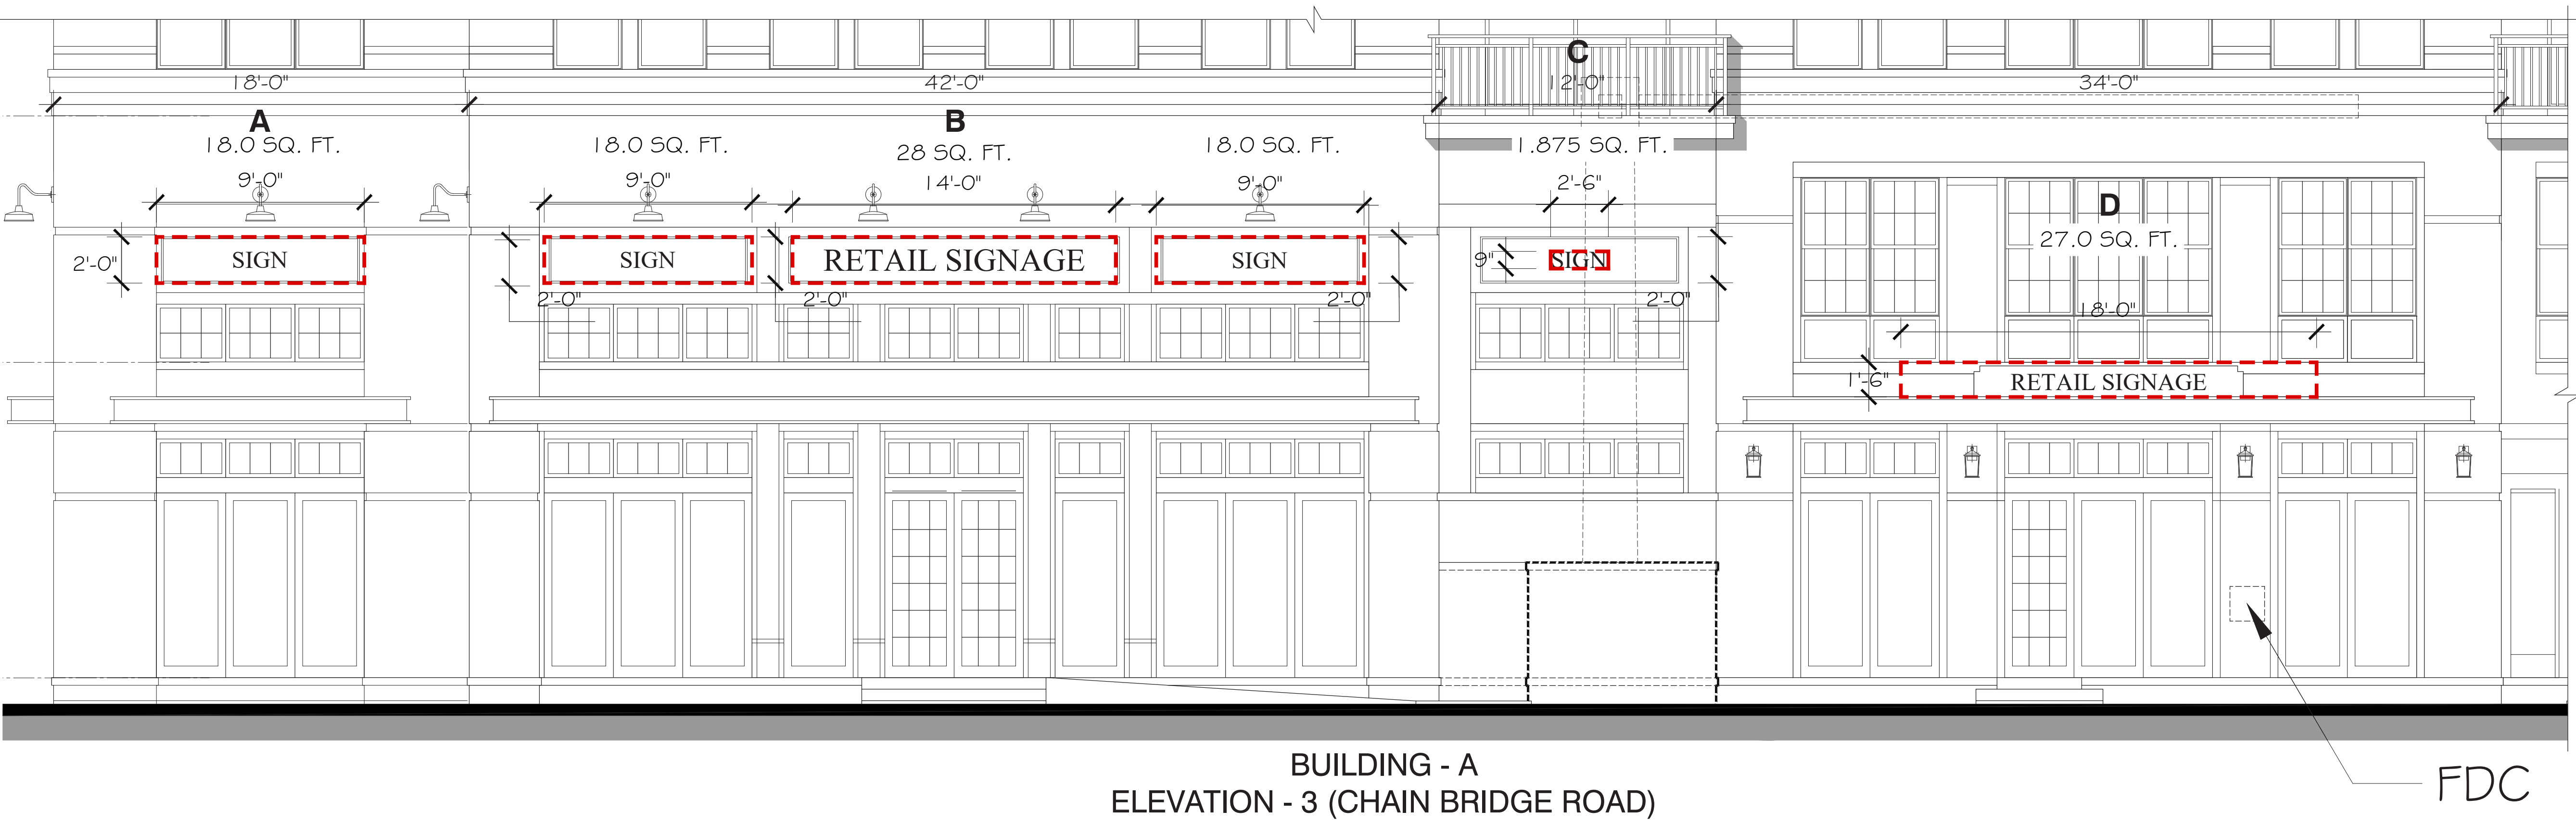 C
18'-0" 42'-0" 12'-0" 34'-0"
A B
18.0 SQ. FT. 18.0 SQ. FT. 28 SQ. FT. 18.0 SQ. FT. 1.875 SQ. FT.
9'-0" 9'-0" 14'-0" 9'-0" 2'-6"
D
27.0 SQ. FT.
2'-0" SIGN SIGN RETAIL SIGNAGE SIGN 9" SIGN
2'-0" 2'-0" 2'-0" 2'-0"
18'-0"
1'-6" RETAIL SIGNAGE
BUILDING - A
ELEVATION - 3 (CHAIN BRIDGE ROAD)
FDC